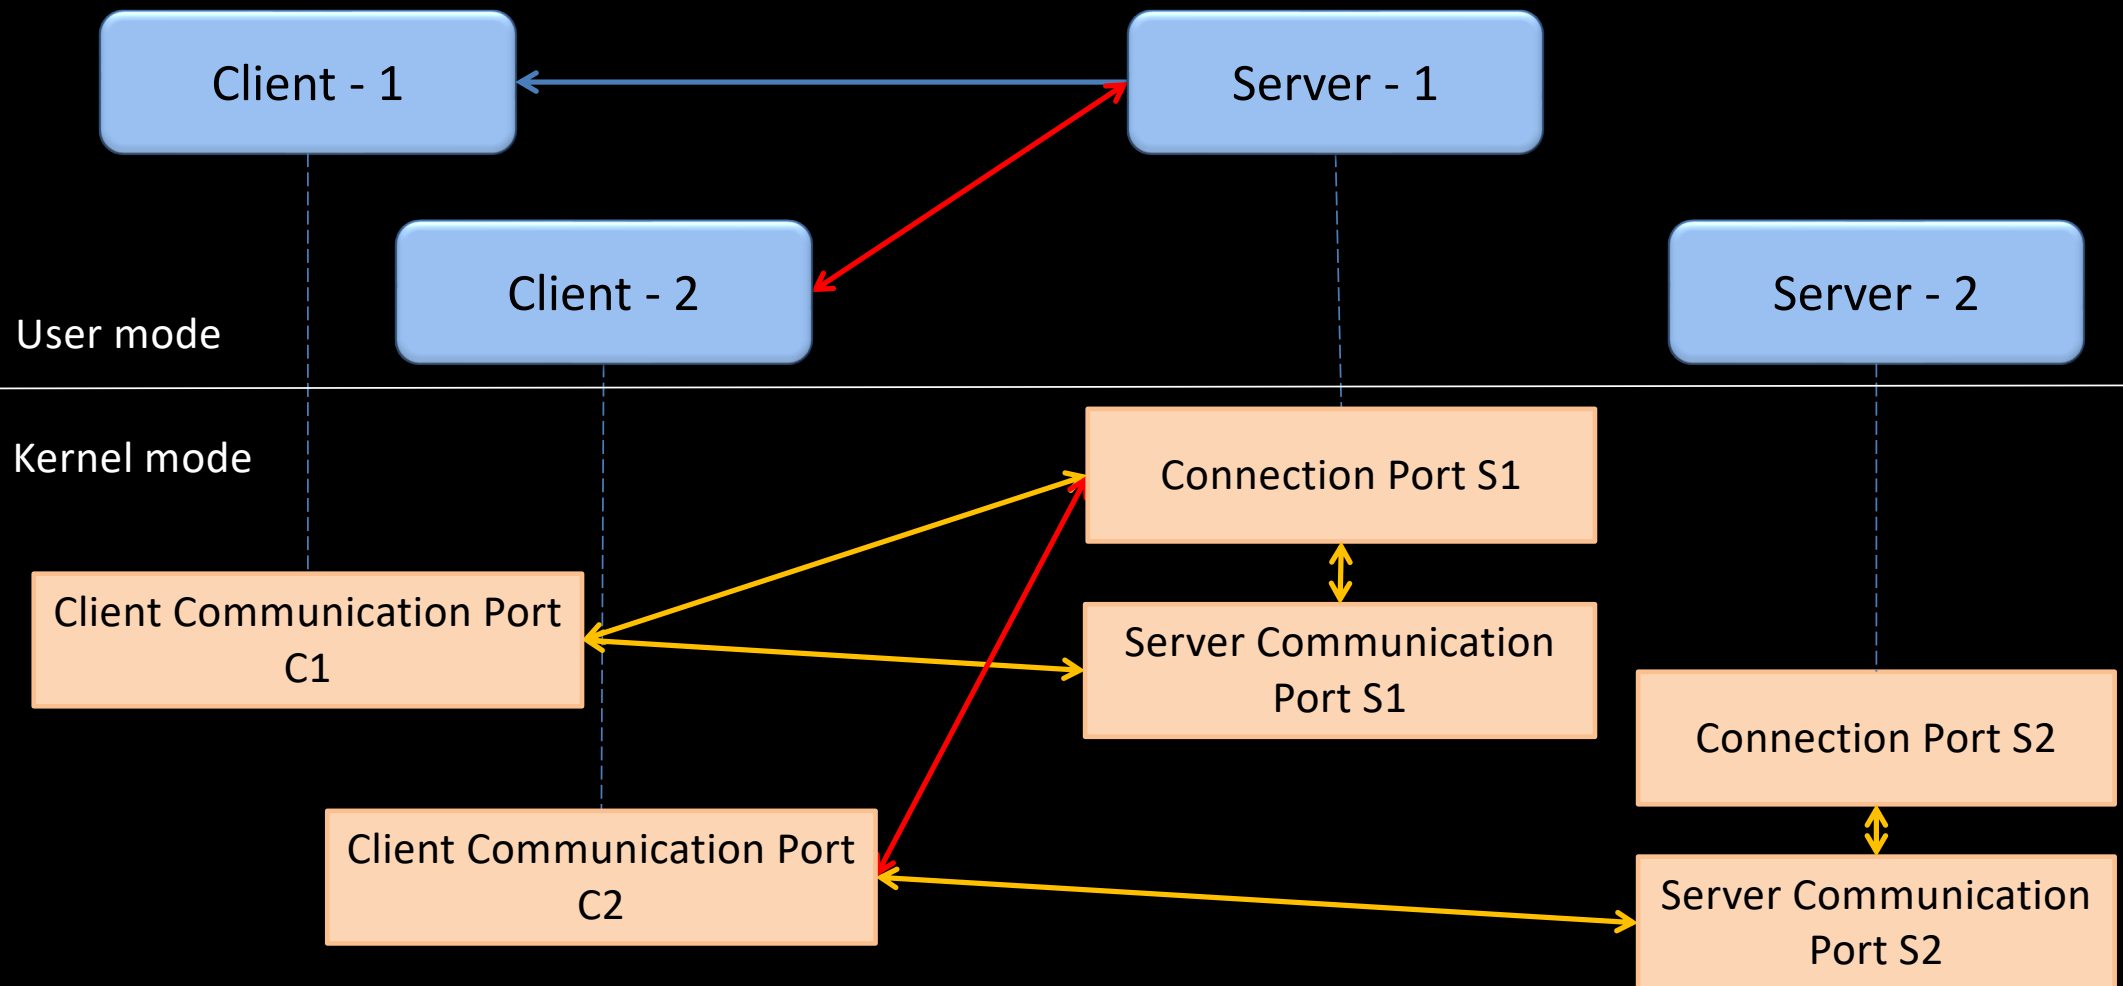 Client - 1
Server - 1
Client - 2
Server - 2
User mode
Kernel mode
Connection Port S1
Client Communication Port
C1
Server Communication
Port S1
Connection Port S2
Client Communication Port
C2
Server Communication
Port S2